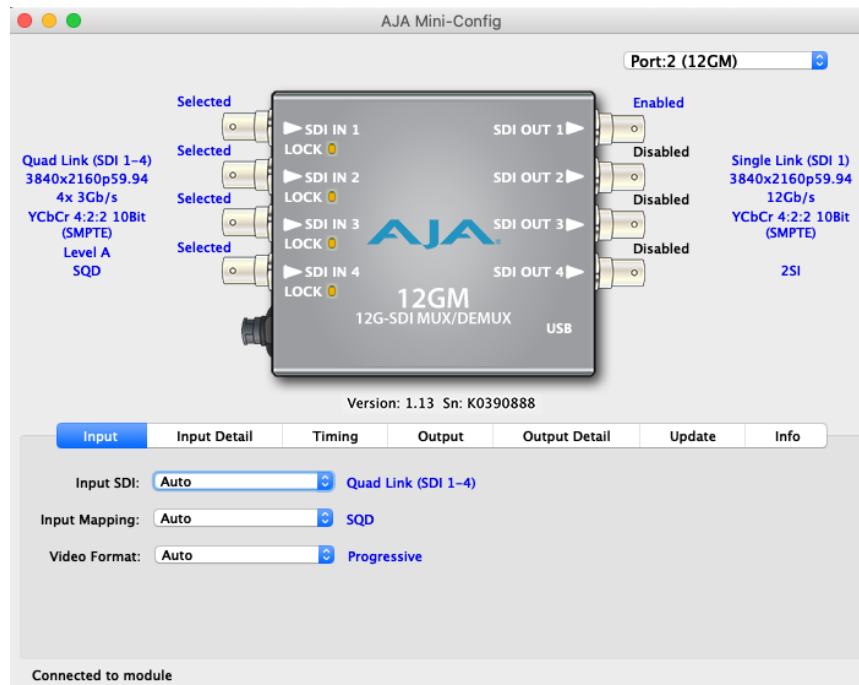 AJA Mini-Config
Port:2 (12GM)
Selected
Enabled
SDI IN 1
SDI OUT 1
LOCK
Selected
Disabled
Quad Link (SDI 1-4)
3840x2160p59.94
4x 3Gb/s
YCbCr 4:2:2 10Bit
(SMPTE)
Level A
SQD
SDI IN 2
SDI OUT 2
LOCK
Single Link (SDI 1)
3840x2160p59.94
12Gb/s
YCbCr 4:2:2 10Bit
(SMPTE)
2SI
Selected
Disabled
SDI IN 3
SDI OUT 3
LOCK
AJA
Selected
Disabled
SDI IN 4
SDI OUT 4
LOCK
12GM
12G-SDI MUX/DEMUX
USB
Version: 1.13 Sn: K0390888
Input Input Detail Timing Output Output Detail Update Info
Input SDI: Auto Quad Link (SDI 1-4)
Input Mapping: Auto SQD
Video Format: Auto Progressive
Connected to module